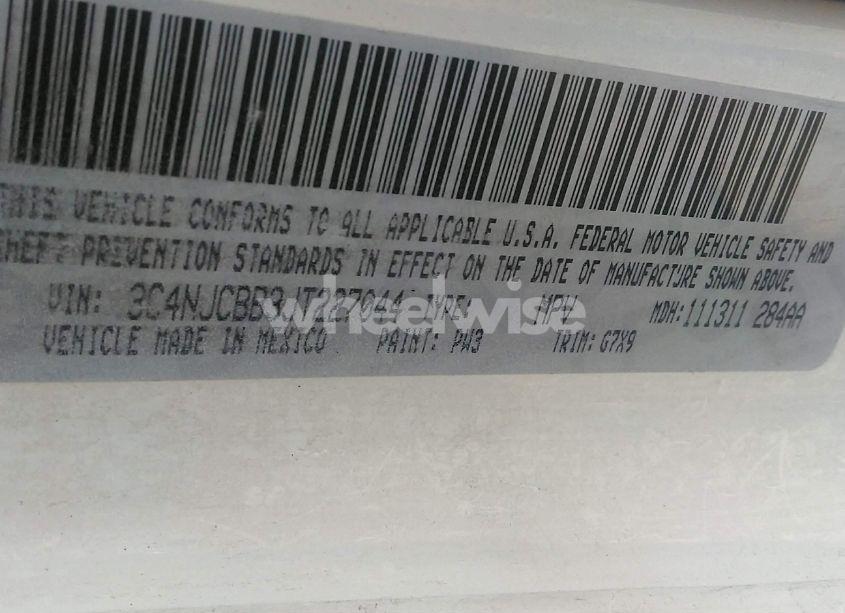 THIS VEHICLE CONFORMS TO ALL APPLICABLE U.S.A. FEDERAL MOTOR VEHICLE SAFETY AND
THEFT PREVENTION STANDARDS IN EFFECT ON THE DATE OF MANUFACTURE SHOWN ABOVE.
VIN: TYPE: MPV MDH: 111311 284AA
wheelwise
VEHICLE MADE IN MEXICO PAINT: PW3 TRIM: G7X9